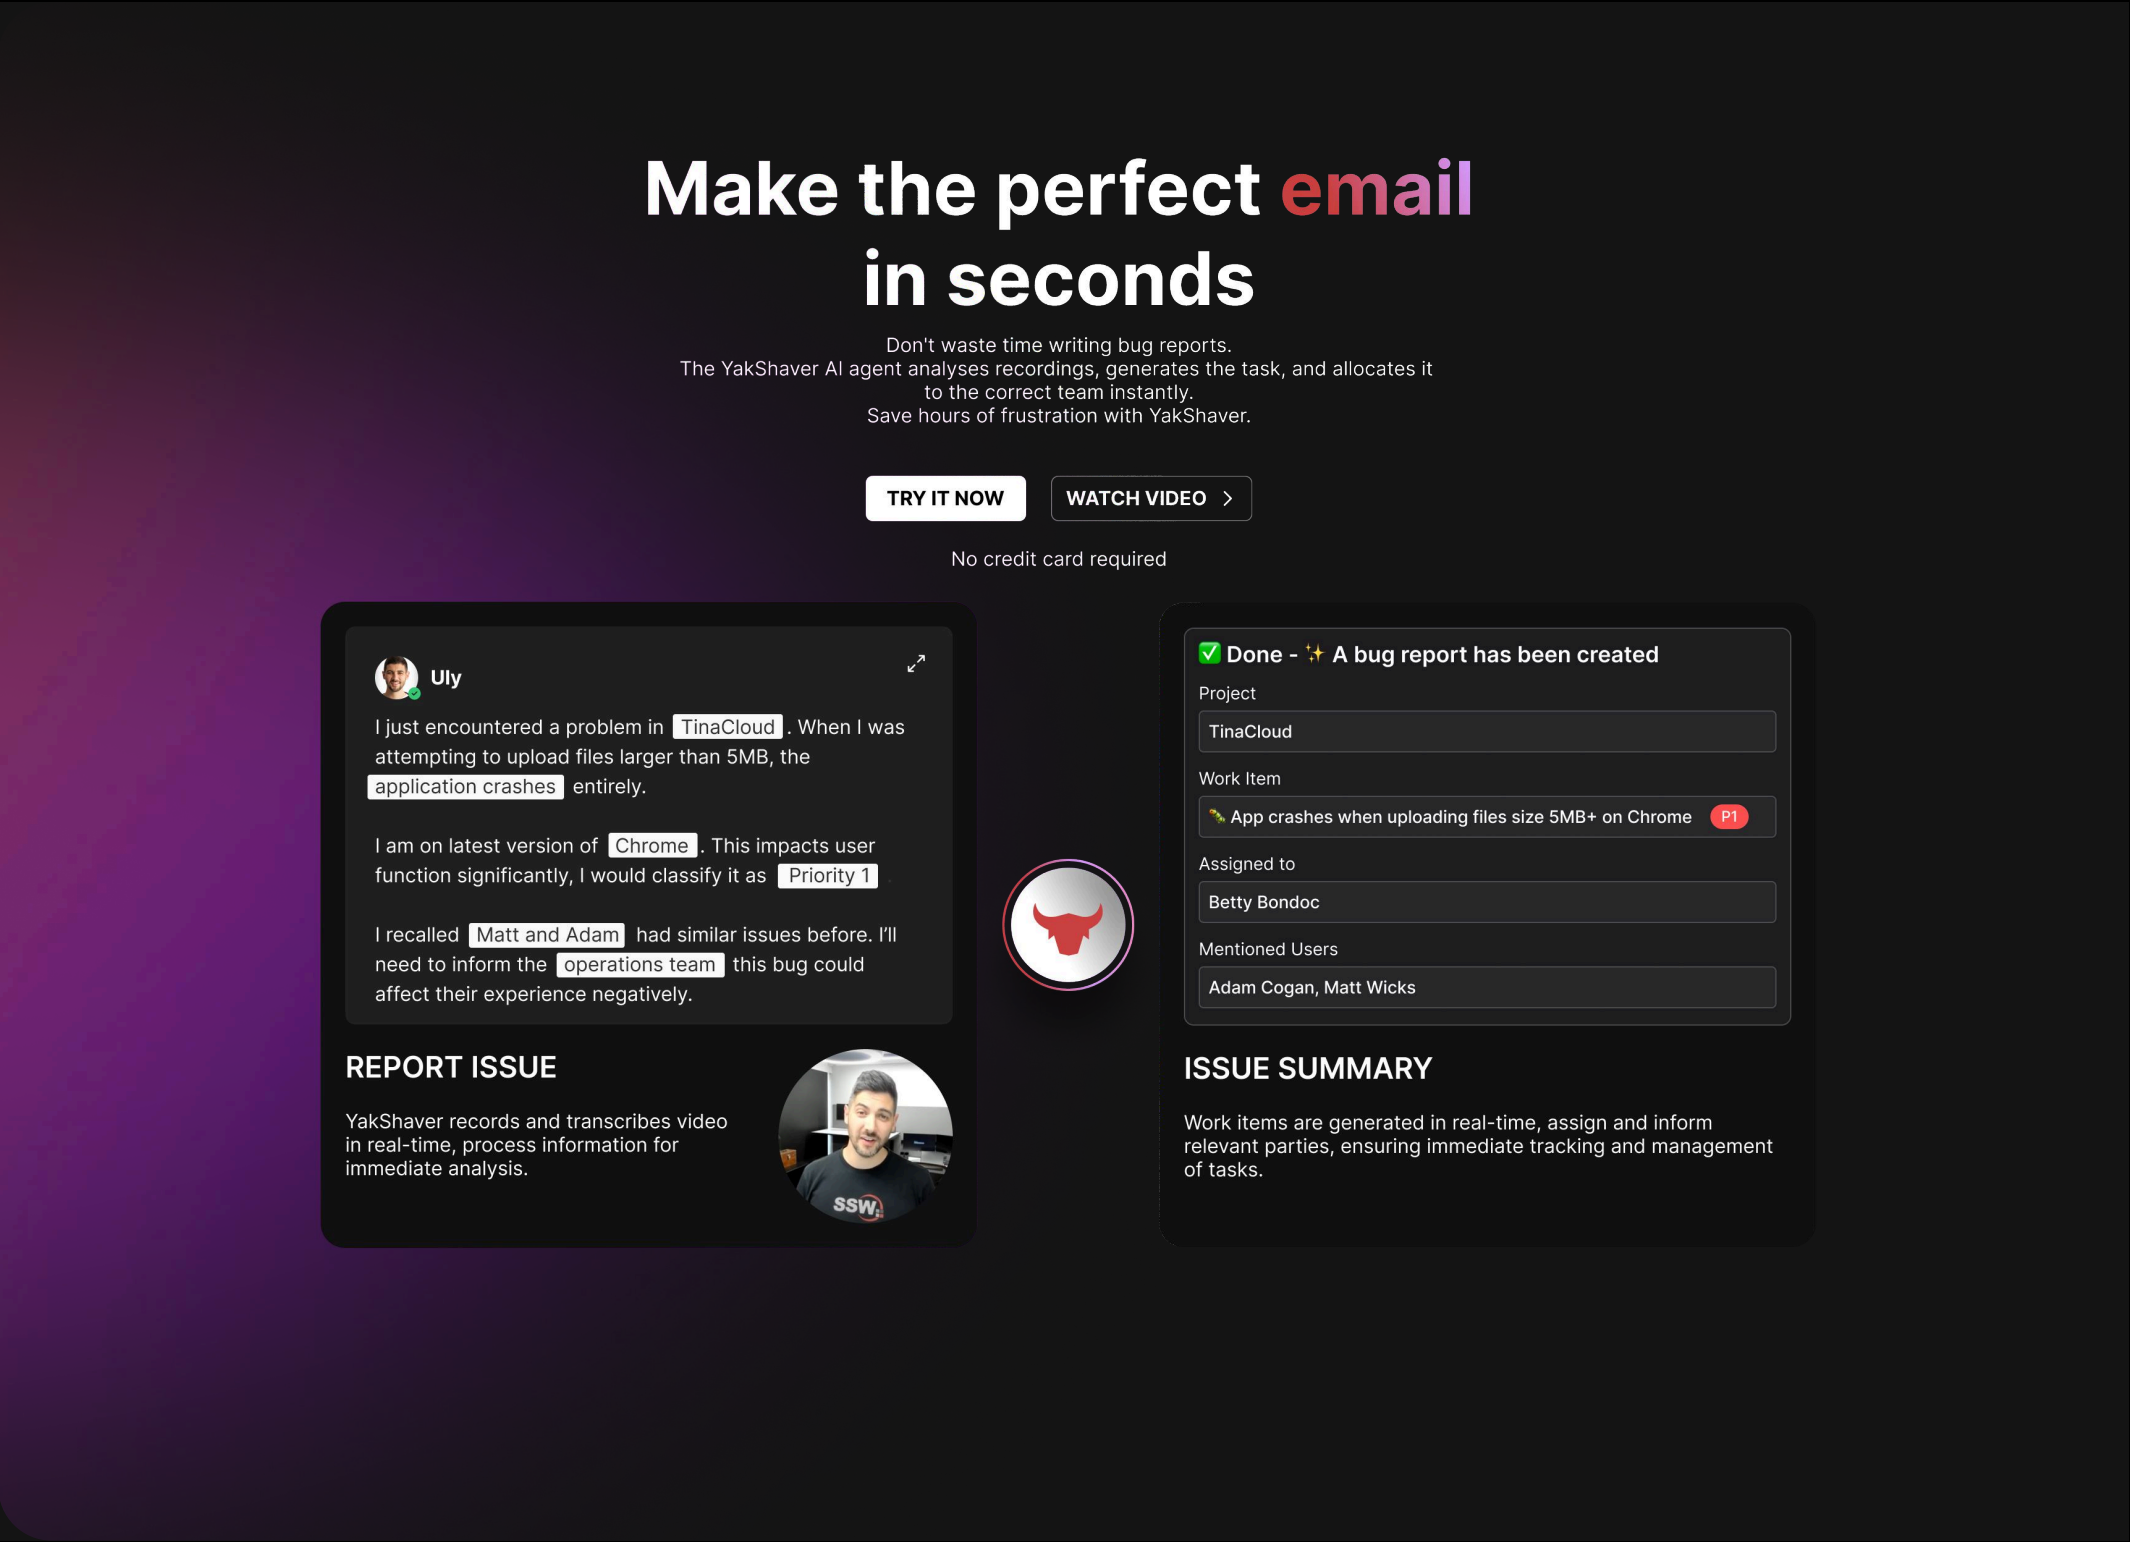 Make the perfect email
in seconds
Don't waste time writing bug reports.
The YakShaver AI agent analyses recordings, generates the task, and allocates it
to the correct team instantly.
Save hours of frustration with YakShaver.
TRY IT NOW
WATCH VIDEO
No credit card required
Uly
I just encountered a problem in TinaCloud . When I was
attempting to upload files larger than 5MB, the
application crashes entirely.
I am on latest version of Chrome . This impacts user
function significantly, I would classify it as Priority 1 .
I recalled Matt and Adam had similar issues before. I’ll
need to inform the operations team this bug could
affect their experience negatively.
REPORT ISSUE
YakShaver records and transcribes video
in real-time, process information for
immediate analysis.
SSW
✅ Done - ✨ A bug report has been created
Project
TinaCloud
Work Item
🐛 App crashes when uploading files size 5MB+ on Chrome P1
Assigned to
Betty Bondoc
Mentioned Users
Adam Cogan, Matt Wicks
ISSUE SUMMARY
Work items are generated in real-time, assign and inform
relevant parties, ensuring immediate tracking and management
of tasks.